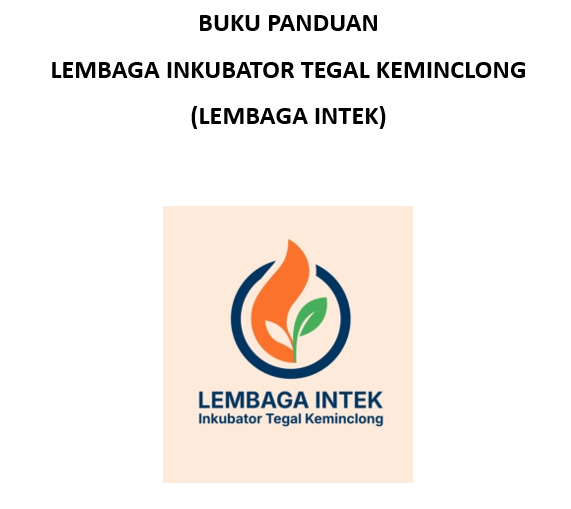 BUKU PANDUAN
LEMBAGA INKUBATOR TEGAL KEMINCLONG
(LEMBAGA INTEK)
LEMBAGA INTEK
Inkubator Tegal Keminclong